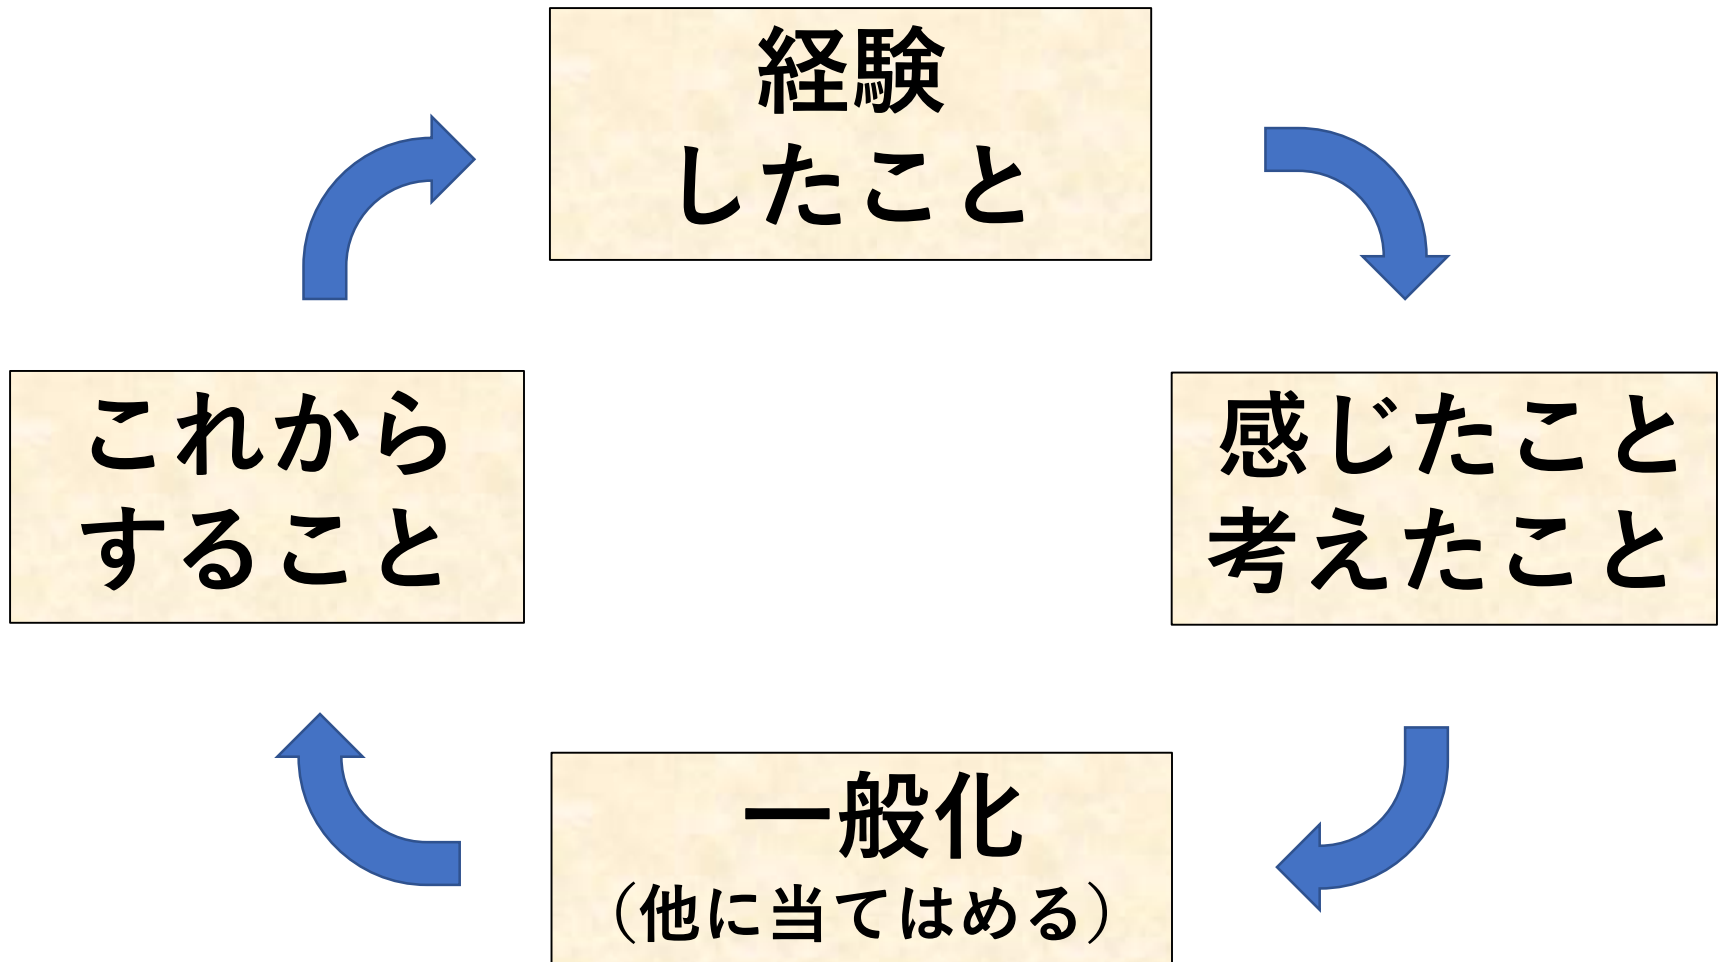 経験
したこと
感じたこと
考えたこと
一般化
（他に当てはめる）
これから
すること